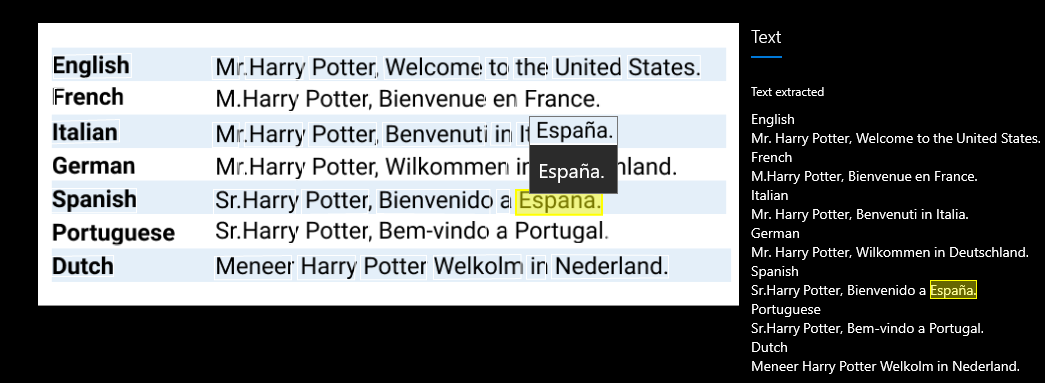 English Mr.Harry Potter, Welcome to the United States.
French M.Harry Potter, Bienvenue en France.
Italian Mr.Harry Potter, Benvenuti in It
España.
German Mr.Harry Potter, Wilkommen in hland.
España.
Spanish Sr.Harry Potter, Bienvenido a España.
Portuguese Sr.Harry Potter, Bem-vindo a Portugal.
Dutch Meneer Harry Potter Welkolm in Nederland.
Text
Text extracted
English
Mr. Harry Potter, Welcome to the United States.
French
M.Harry Potter, Bienvenue en France.
Italian
Mr. Harry Potter, Benvenuti in Italia.
German
Mr. Harry Potter, Wilkommen in Deutschland.
Spanish
Sr.Harry Potter, Bienvenido a España.
Portuguese
Sr.Harry Potter, Bem-vindo a Portugal.
Dutch
Meneer Harry Potter Welkolm in Nederland.